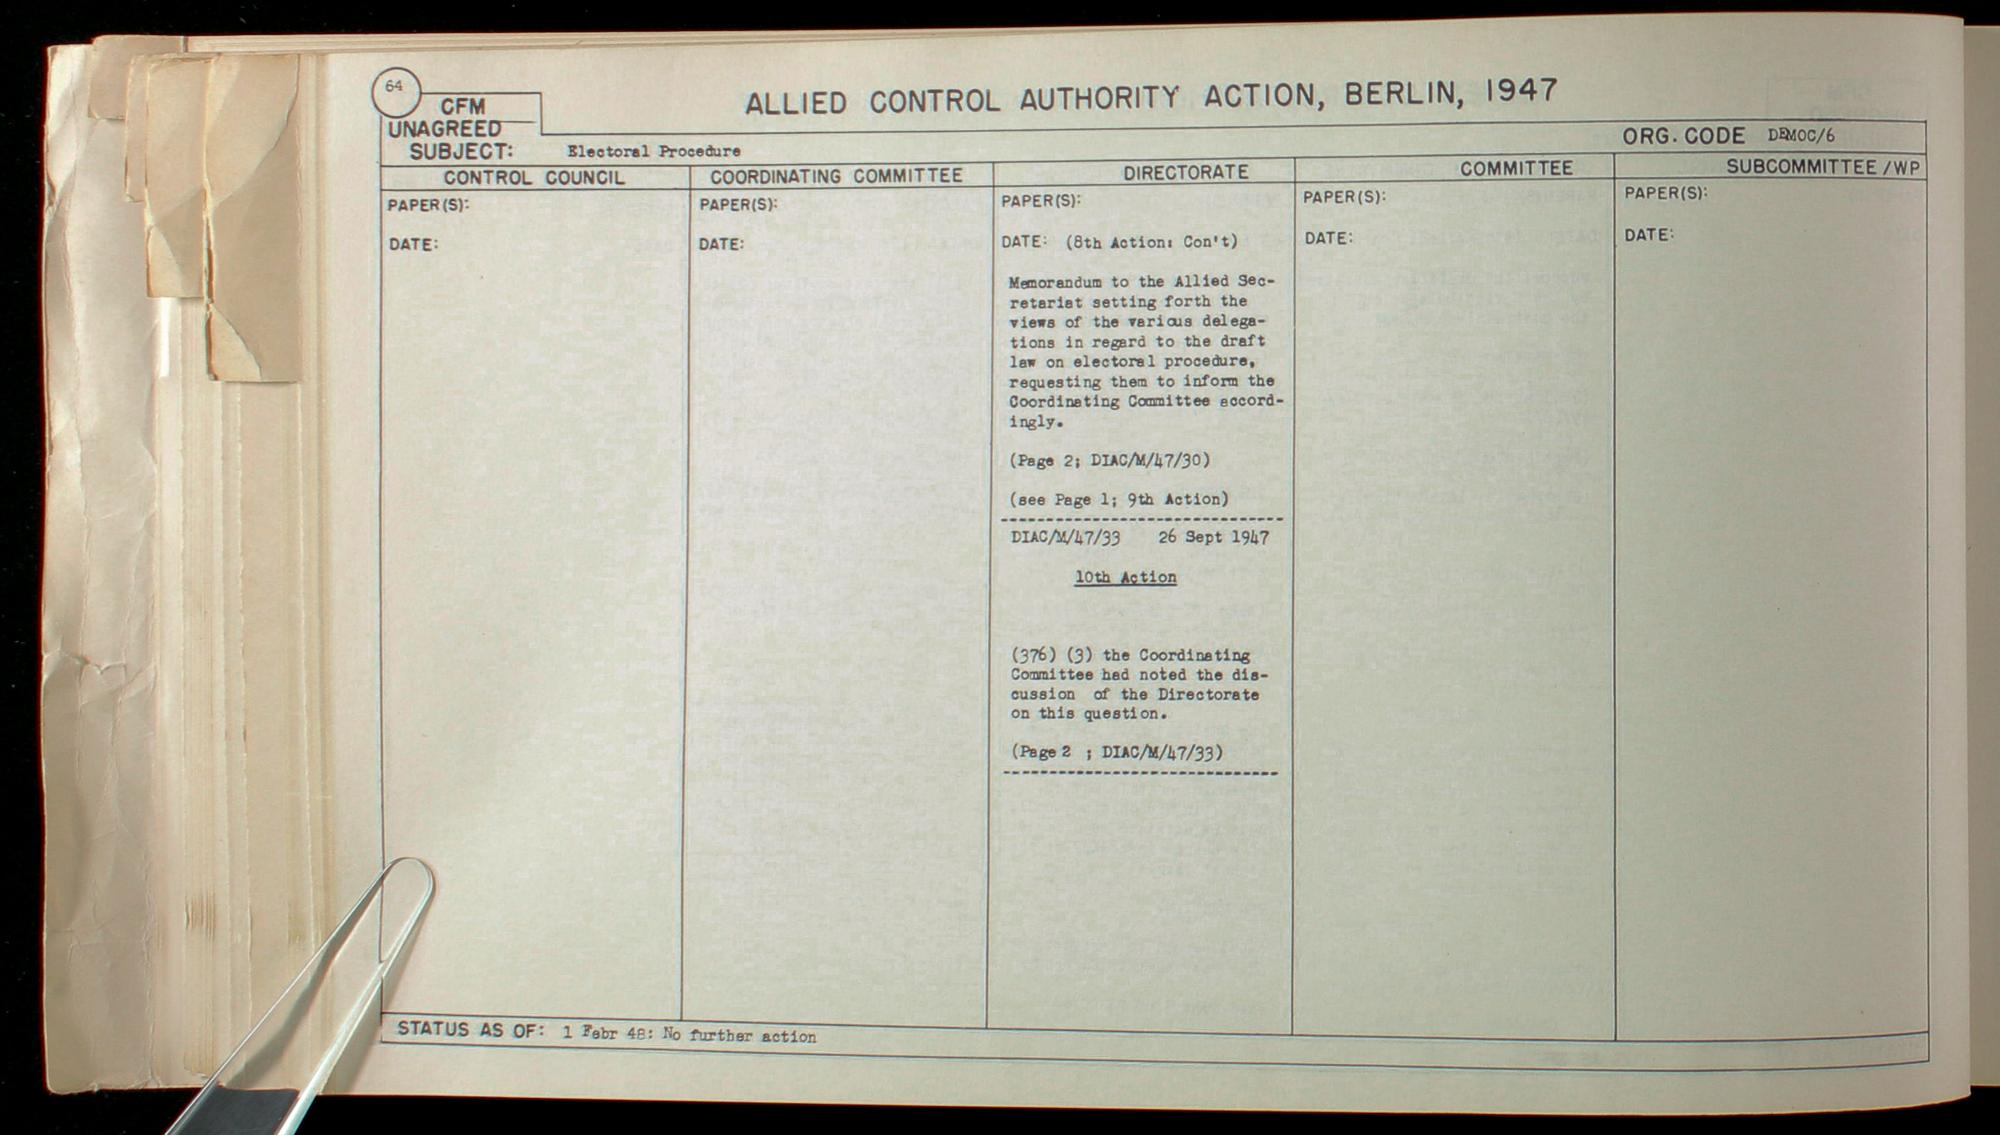 64
ALLIED CONTROL AUTHORITY ACTION, BERLIN, 1947
CFM
UNAGREED
SUBJECT: Electoral Procedure
ORG. CODE DEMOC/6
CONTROL COUNCIL
PAPER(S):
DATE:
COORDINATING COMMITTEE
PAPER(S):
DATE:
DIRECTORATE
PAPER(S):
DATE: (8th Action: Con't)
Memorandum to the Allied Sec-
retariat setting forth the
views of the various delega-
tions in regard to the draft
law on electoral procedure,
requesting them to inform the
Coordinating Committee accord-
ingly.
(Page 2; DIAC/M/47/30)
(see Page 1; 9th Action)
DIAC/M/47/33 26 Sept 1947
10th Action
(376) (3) the Coordinating
Committee had noted the dis-
cussion of the Directorate
on this question.
(Page 2 ; DIAC/M/47/33)
COMMITTEE
PAPER(S):
DATE:
SUBCOMMITTEE / WP
PAPER(S):
DATE:
STATUS AS OF: 1 Febr 48: No further action